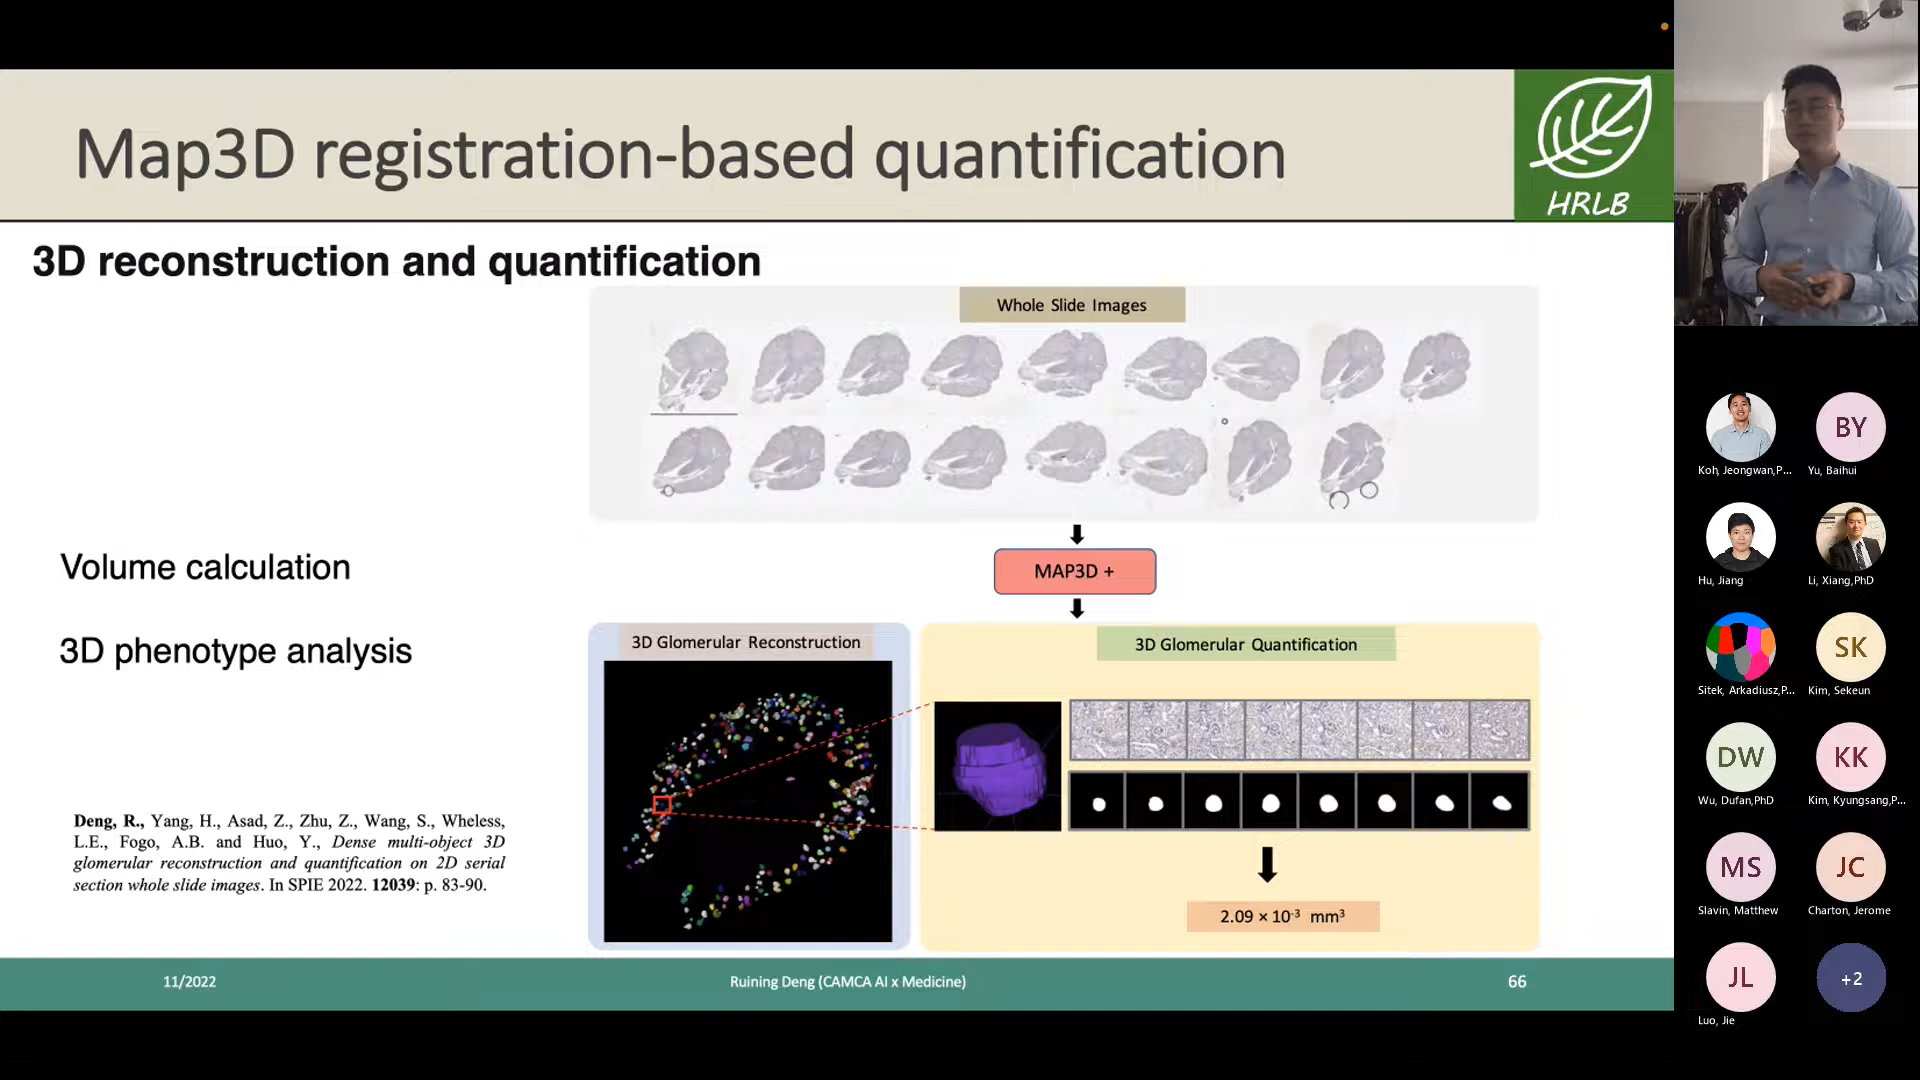 Map3D registration-based quantification
HRLB
3D reconstruction and quantification
Whole Slide Images
MAP3D +
Volume calculation
3D phenotype analysis
3D Glomerular Reconstruction
3D Glomerular Quantification
2.09 × 10⁻³ mm³
Deng, R., Yang, H., Asad, Z., Zhu, Z., Wang, S., Wheless,
L.E., Fogo, A.B. and Huo, Y., Dense multi-object 3D
glomerular reconstruction and quantification on 2D serial
section whole slide images. In SPIE 2022. 12039: p. 83-90.
11/2022
Ruining Deng (CAMCA AI x Medicine)
66
Koh, Jeongwan,P...
BY
Yu, Baihui
Hu, Jiang
Li, Xiang,PhD
Sitek, Arkadiusz,P...
SK
Kim, Sekeun
DW
Wu, Dufan,PhD
KK
Kim, Kyungsang,P...
MS
Slavin, Matthew
JC
Charton, Jerome
JL
Luo, Jie
+2